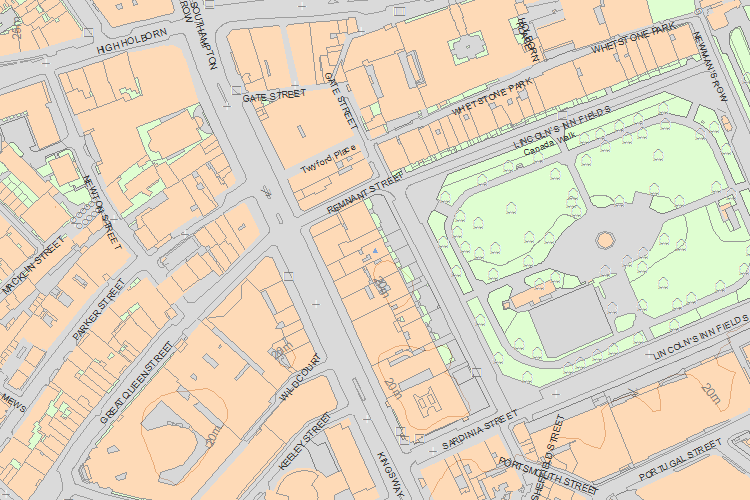 SOUTHAMPTON
ROW
20m
HIGH HOLBORN
WHETSTONE PARK
NEWMAN'S ROW
GATE STREET
GATE STREET
WHETSTONE PARK
LINCOLN'S INN FIELDS
Canada Walk
Twyford Place
REMNANT STREET
NEWTON STREET
MACKLIN STREET
PARKER STREET
20m
GREAT QUEEN STREET
20m
WILD COURT
LINCOLN'S INN FIELDS
20m
20m
MEWS
20m
KEELEY STREET
SARDINIA STREET
KINGSWAY
SHEFFIELD STREET
PORTSMOUTH STREET
PORTUGAL STREET